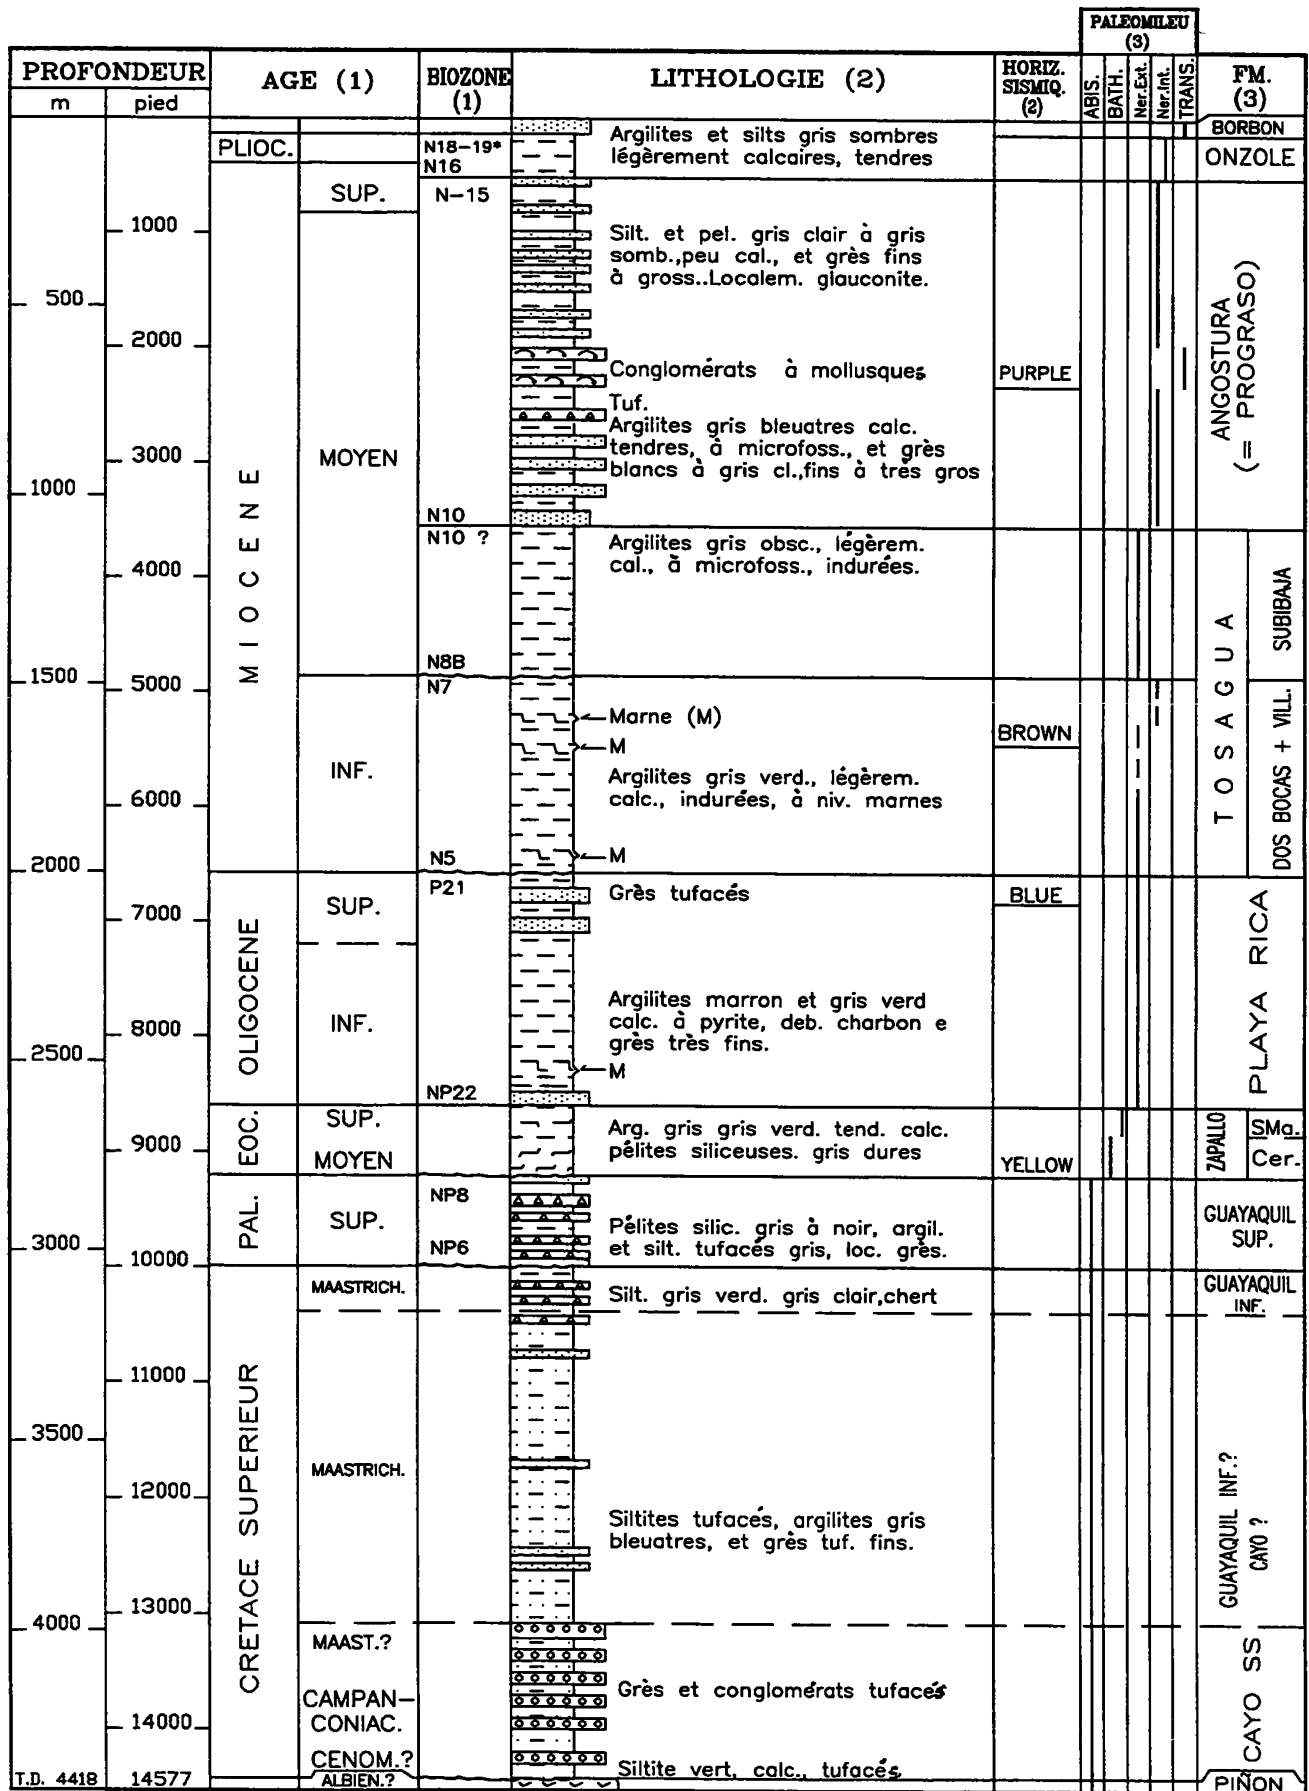 PALEOMILEU
(3)
PROFONDEUR
m
pied
AGE (1)
BIOZONE
(1)
LITHOLOGIE (2)
HORIZ.
SISMIQ.
(2)
ABIS.
BATH.
Ner.Ext.
Ner.Int.
TRANS.
FM.
(3)
500
1000
1500
2000
2500
3000
3500
4000
T.D. 4418
1000
2000
3000
4000
5000
6000
7000
8000
9000
10000
11000
12000
13000
14000
14577
PLIOC.
MIOCENE
SUP.
MOYEN
INF.
OLIGOCENE
SUP.
INF.
EOC.
SUP.
MOYEN
PAL.
SUP.
CRETACE SUPERIEUR
MAASTRICH.
MAASTRICH.
MAAST.?
CAMPAN-
CONIAC.
CENOM.?
ALBIEN.?
N18-19*
N16
N-15
N10
N10 ?
N8B
N7
N5
P21
NP22
NP8
NP6
Argilites et silts gris sombres
légèrement calcaires, tendres
Silt. et pel. gris clair à gris
somb.,peu cal., et grès fins
à gross..Localem. glauconite.
Conglomérats à mollusques
Tuf.
Argilites gris bleuatres calc.
tendres, à microfoss., et grès
blancs à gris cl.,fins à très gros
Argilites gris obsc., légèrem.
cal., à microfoss., indurées.
Marne (M)
M
Argilites gris verd., légèrem.
calc., indurées, à niv. marnes
M
Grès tufacés
Argilites marron et gris verd
calc. à pyrite, deb. charbon e
grès très fins.
M
Arg. gris gris verd. tend. calc.
pélites siliceuses. gris dures
Pélites silic. gris à noir, argil.
et silt. tufacés gris, loc. grès.
Silt. gris verd. gris clair,chert
Siltites tufacés, argilites gris
bleuatres, et grès tuf. fins.
Grès et conglomérats tufacés
Siltite vert, calc., tufacés
PURPLE
BROWN
BLUE
YELLOW
BORBON
ONZOLE
ANGOSTURA
(= PROGRASO)
TOSAGUA
SUBIBAJA
DOS BOCAS + VILL.
PLAYA RICA
ZAPALLO
SMa.
Cer.
GUAYAQUIL
SUP.
GUAYAQUIL
INF.
GUAYAQUIL INF.?
CAYO ?
CAYO SS
PIÑON